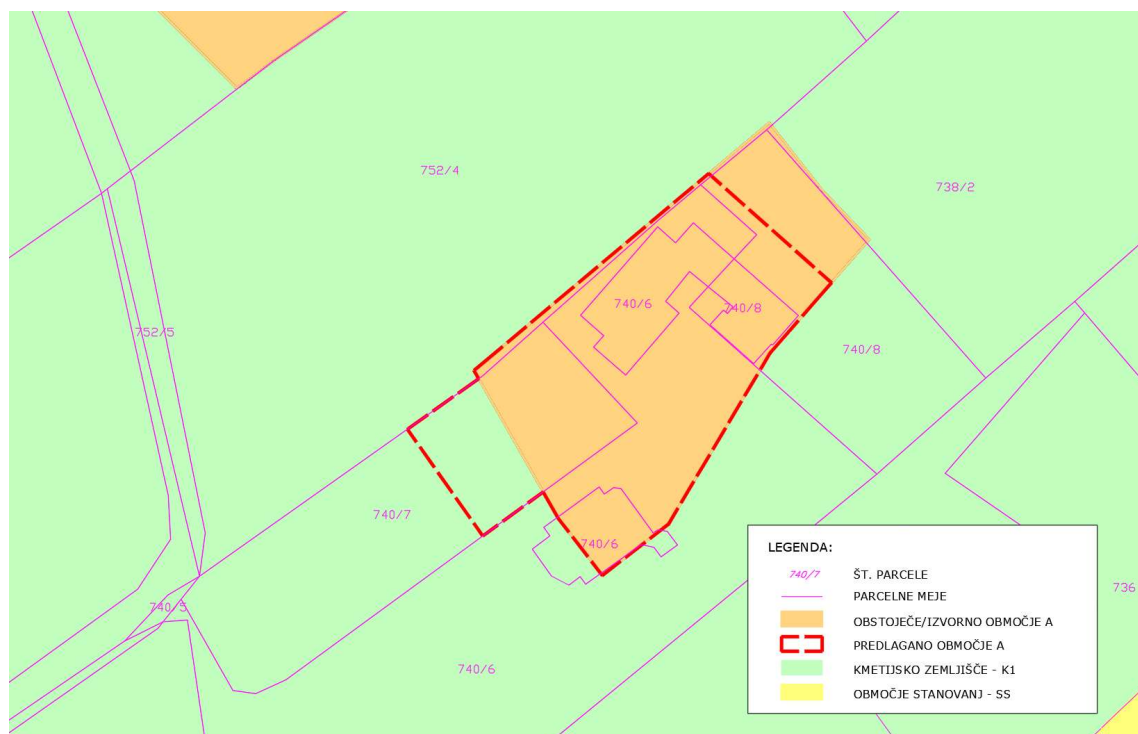 752/4
738/2
752/5
740/6
740/8
740/8
740/7
740/6
740/5
740/6
736
LEGENDA:
740/7 ŠT. PARCELE
PARCELNE MEJE
OBSTOJEČE/IZVORNO OBMOČJE A
PREDLAGANO OBMOČJE A
KMETIJSKO ZEMLJIŠČE - K1
OBMOČJE STANOVANJ - SS